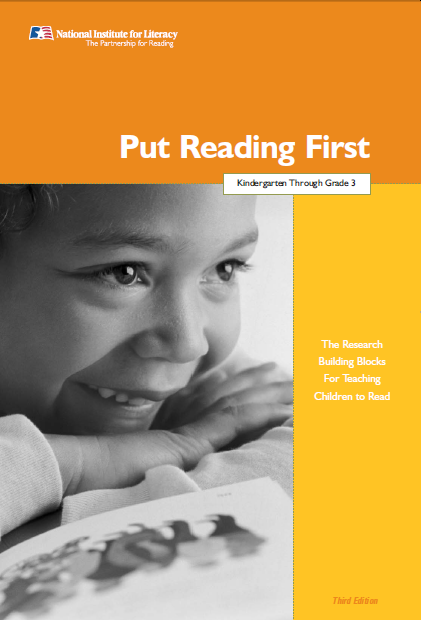 National Institute for Literacy
The Partnership for Reading
Put Reading First
Kindergarten Through Grade 3
The Research
Building Blocks
For Teaching
Children to Read
Third Edition